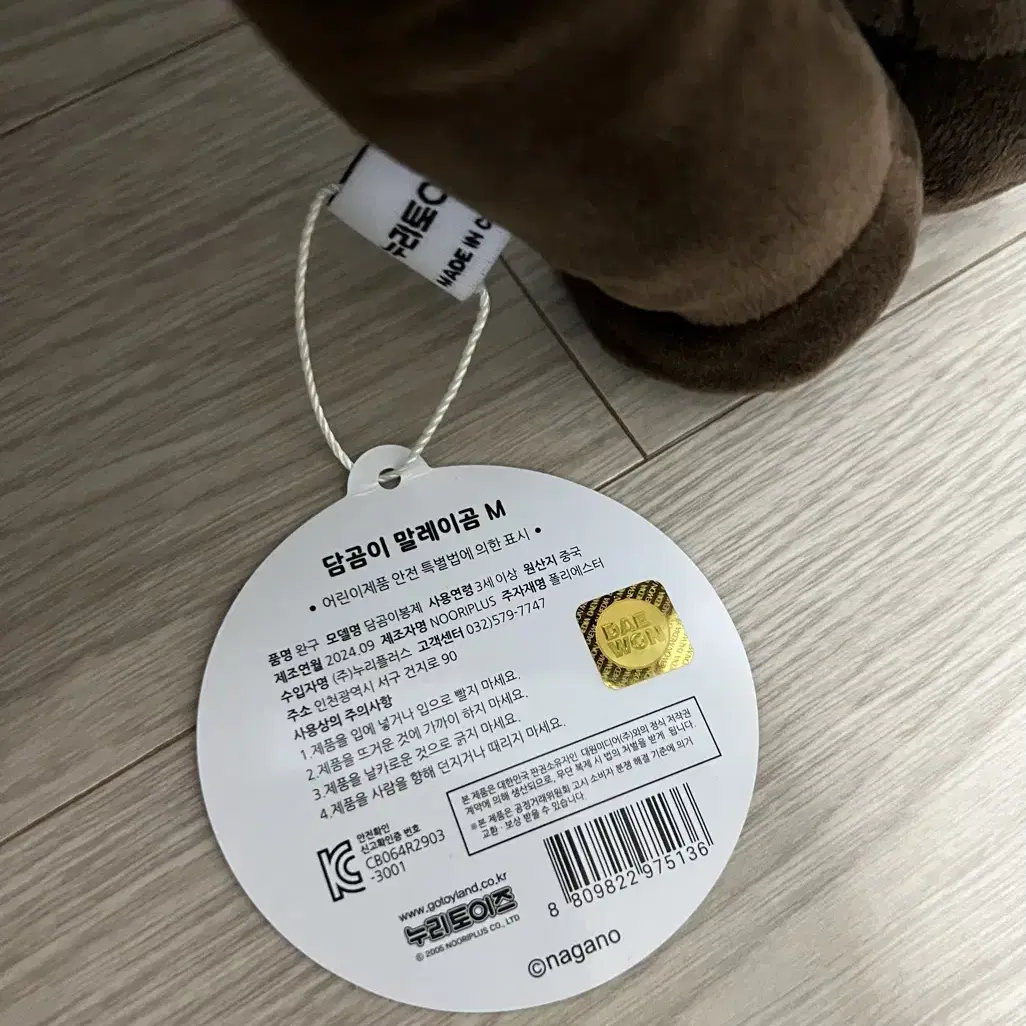 누리토
MADE IN
담곰이 말레이곰 M
• 어린이제품 안전 특별법에 의한 표시 •
품명 완구 모델명 담곰이봉제 사용연령 3세 이상 원산지 중국
제조연월 2024.09 제조자명 NOORIPLUS 주자재명 폴리에스터
수입자명 (주)누리플러스 고객센터 032)579-7747
주소 인천광역시 서구 건지로 90
사용상의 주의사항
1.제품을 입에 넣거나 입으로 빨지 마세요.
2.제품을 뜨거운 것에 가까이 하지 마세요.
3.제품을 날카로운 것으로 긁지 마세요.
4.제품을 사람을 향해 던지거나 때리지 마세요.
DAE
WON
본 제품은 대한민국 판권소유자인 대원미디어(주)와의 정식 저작권
계약에 의해 생산되므로, 무단 복제 시 법의 처벌을 받게 됩니다.
※본 제품은 공정거래위원회 고시 소비자 분쟁 해결 기준에 의거
교환·보상 받을 수 있습니다.
안전확인
신고확인증 번호
CB064R2903
-3001
www.gotoyland.co.kr
누리토이즈
© 2005 NOORIPLUS CO., LTD
8 809822 975136
©nagano